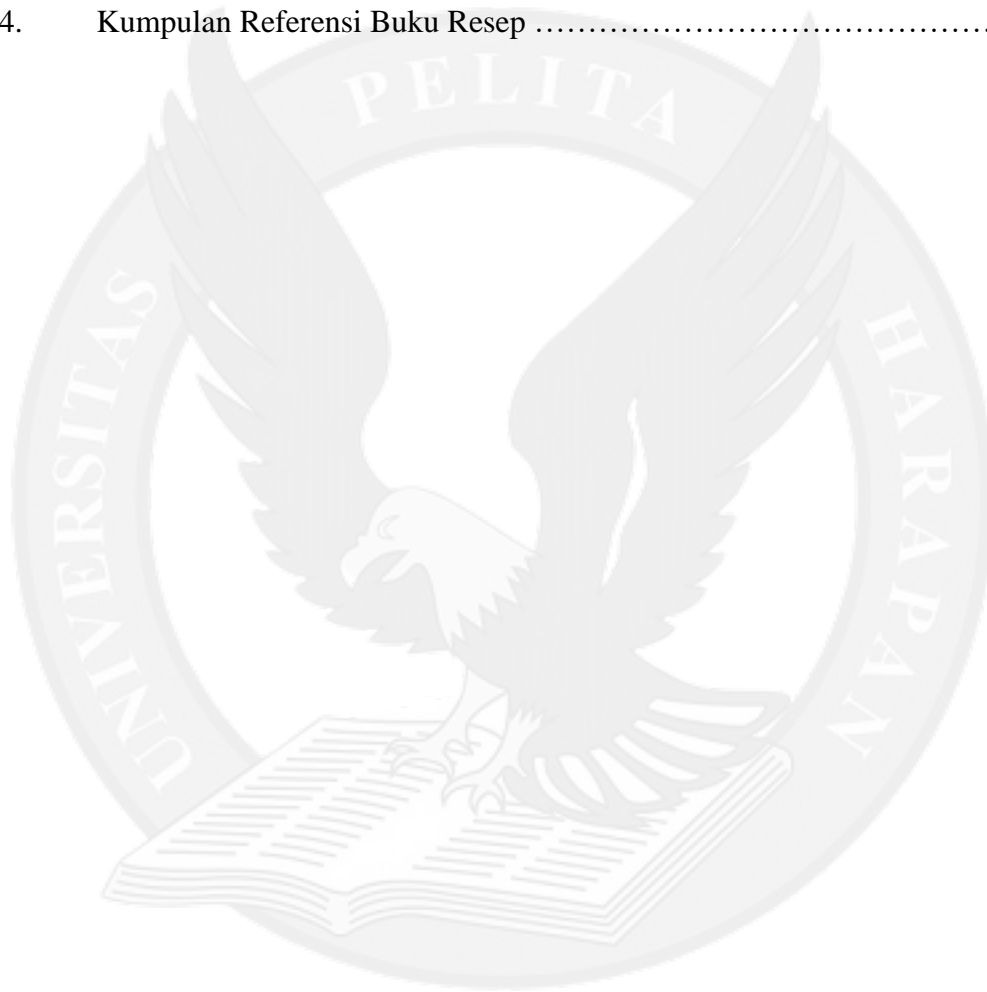 4. Kumpulan Referensi Buku Resep ……………………………………
PELITA
UNIVERSITAS
HARAPAN